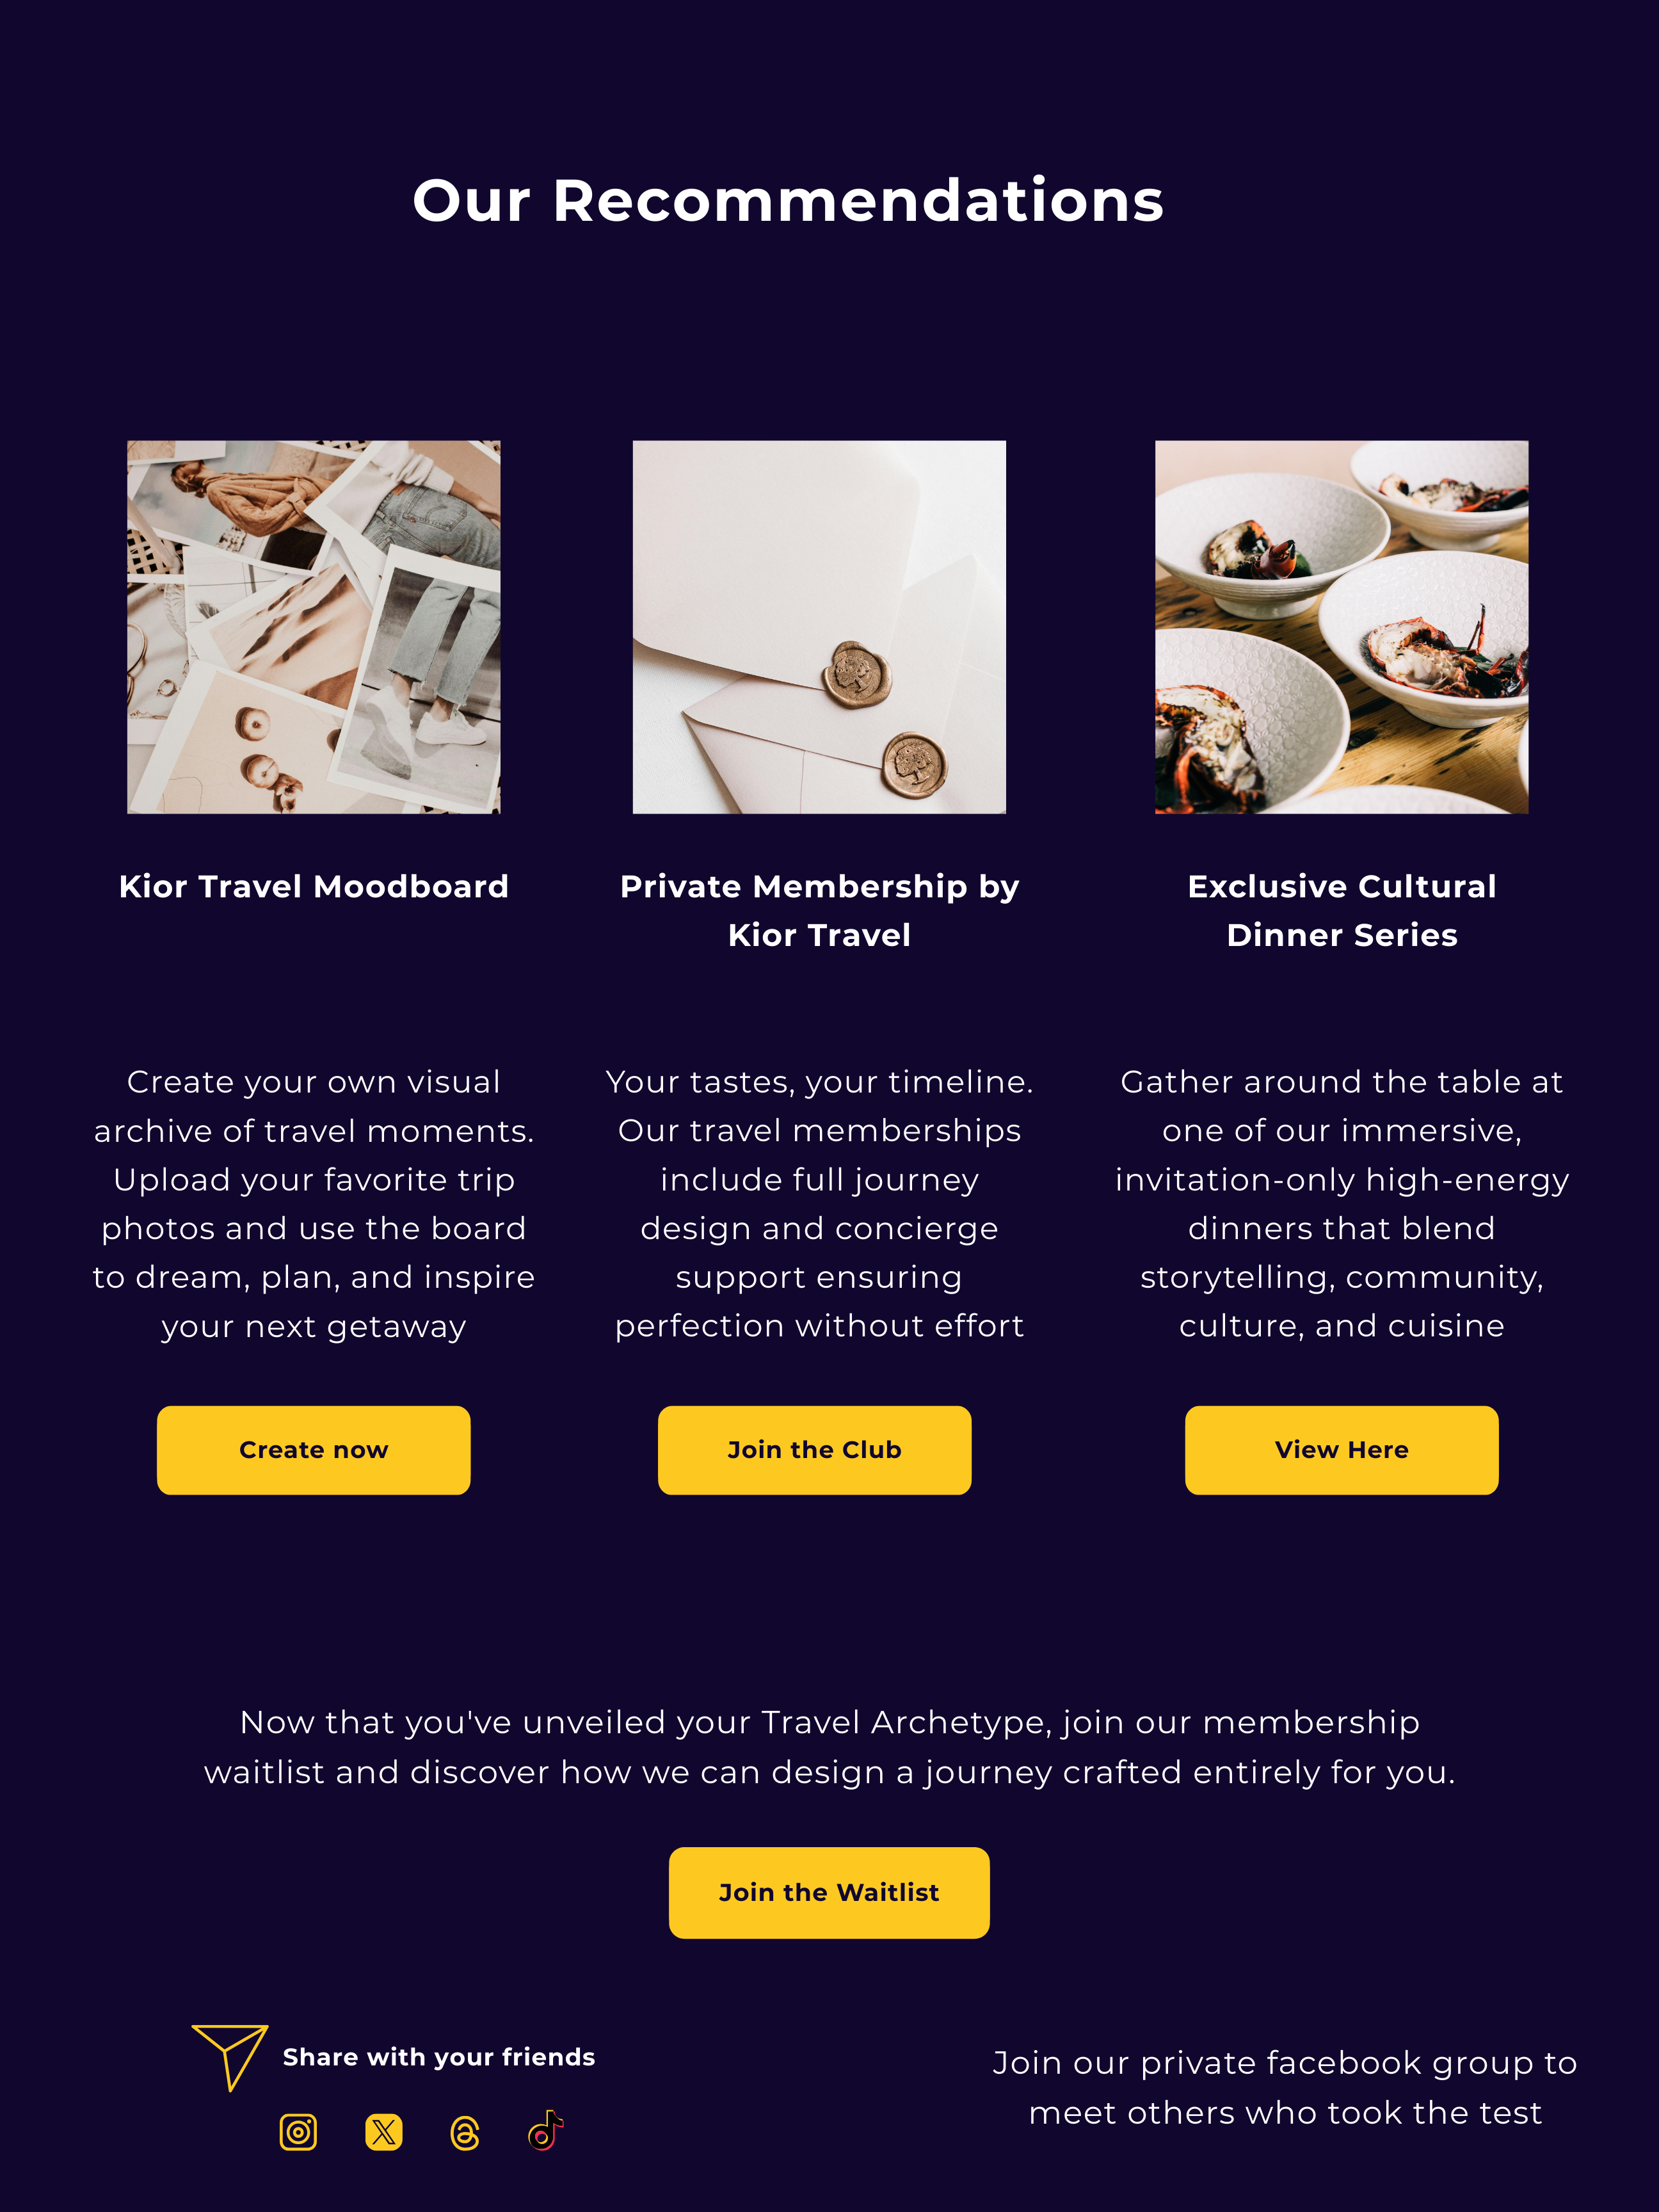 Our Recommendations
Kior Travel Moodboard
Create your own visual
archive of travel moments.
Upload your favorite trip
photos and use the board
to dream, plan, and inspire
your next getaway
Create now
Private Membership by
Kior Travel
Your tastes, your timeline.
Our travel memberships
include full journey
design and concierge
support ensuring
perfection without effort
Join the Club
Exclusive Cultural
Dinner Series
Gather around the table at
one of our immersive,
invitation-only high-energy
dinners that blend
storytelling, community,
culture, and cuisine
View Here
Now that you've unveiled your Travel Archetype, join our membership
waitlist and discover how we can design a journey crafted entirely for you.
Join the Waitlist
Share with your friends
Join our private facebook group to
meet others who took the test